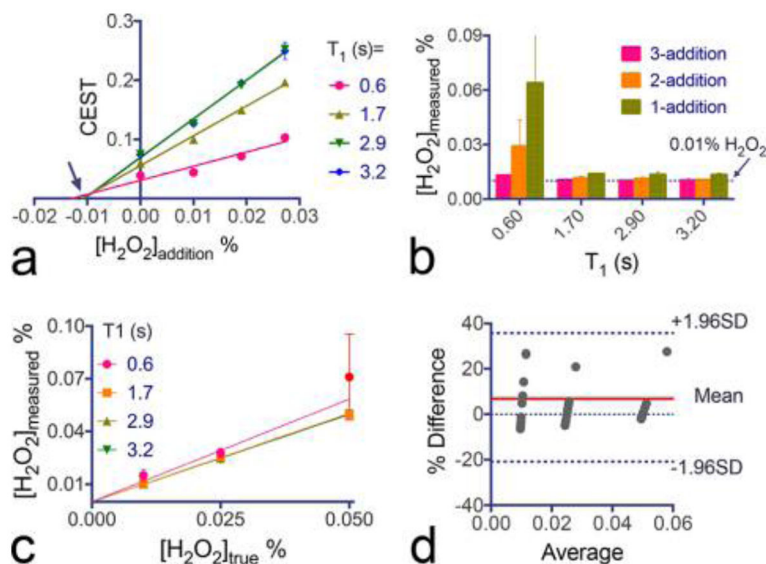 0.3
0.2
0.1
CEST
-0.02 -0.01 0.00 0.01 0.02 0.03
[H₂O₂]addition %
T₁ (s)=
0.6
1.7
2.9
3.2
a
[H₂O₂]measured %
0.09
0.06
0.03
0.00
3-addition
2-addition
1-addition
0.01% H₂O₂
0.60 1.70 2.90 3.20
T₁ (s)
b
[H₂O₂]measured %
0.10
0.07
0.04
0.01
T1 (s)
0.6
1.7
2.9
3.2
0.000 0.025 0.050
[H₂O₂]true %
c
% Difference
40
20
0
-20
-40
+1.96SD
Mean
-1.96SD
0.00 0.02 0.04 0.06
Average
d